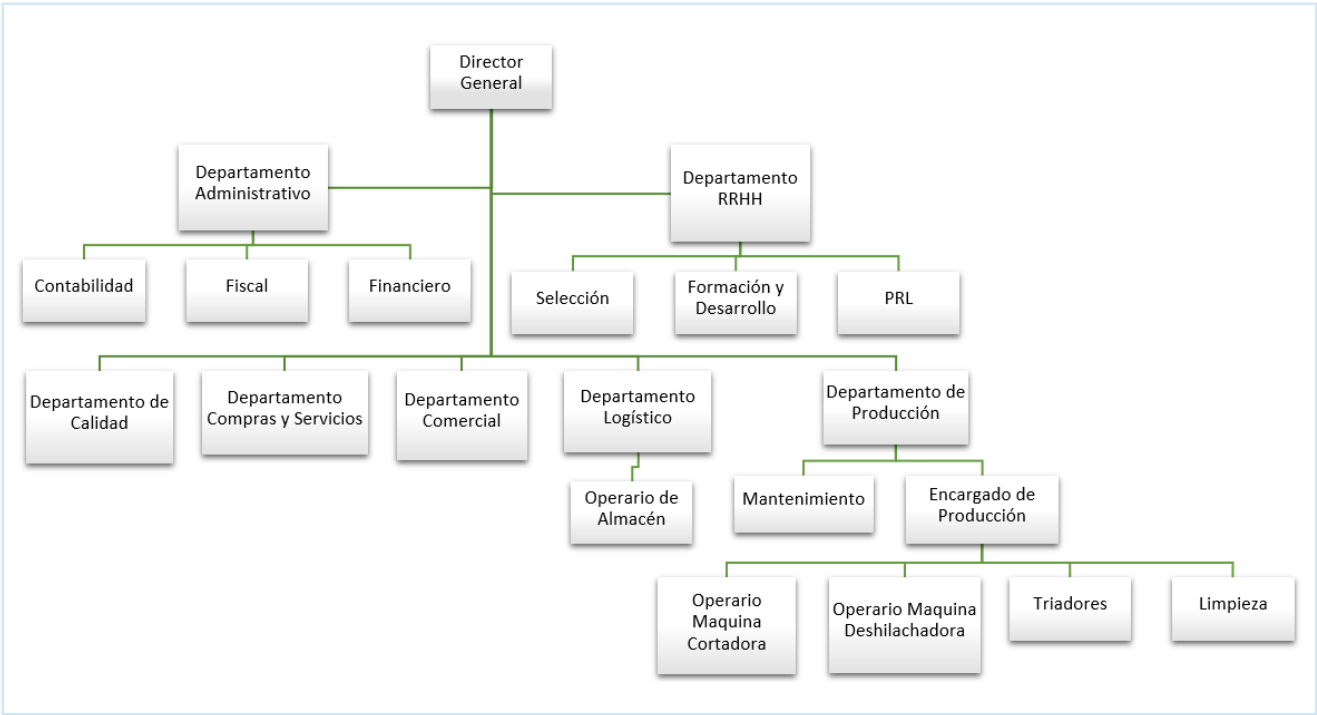 Director
General
Departamento
Administrativo
Departamento
RRHH
Contabilidad
Fiscal
Financiero
Selección
Formación y
Desarrollo
PRL
Departamento de
Calidad
Departamento
Compras y Servicios
Departamento
Comercial
Departamento
Logístico
Departamento de
Producción
Operario de
Almacén
Mantenimiento
Encargado de
Producción
Operario
Maquina
Cortadora
Operario Maquina
Deshilachadora
Triadores
Limpieza